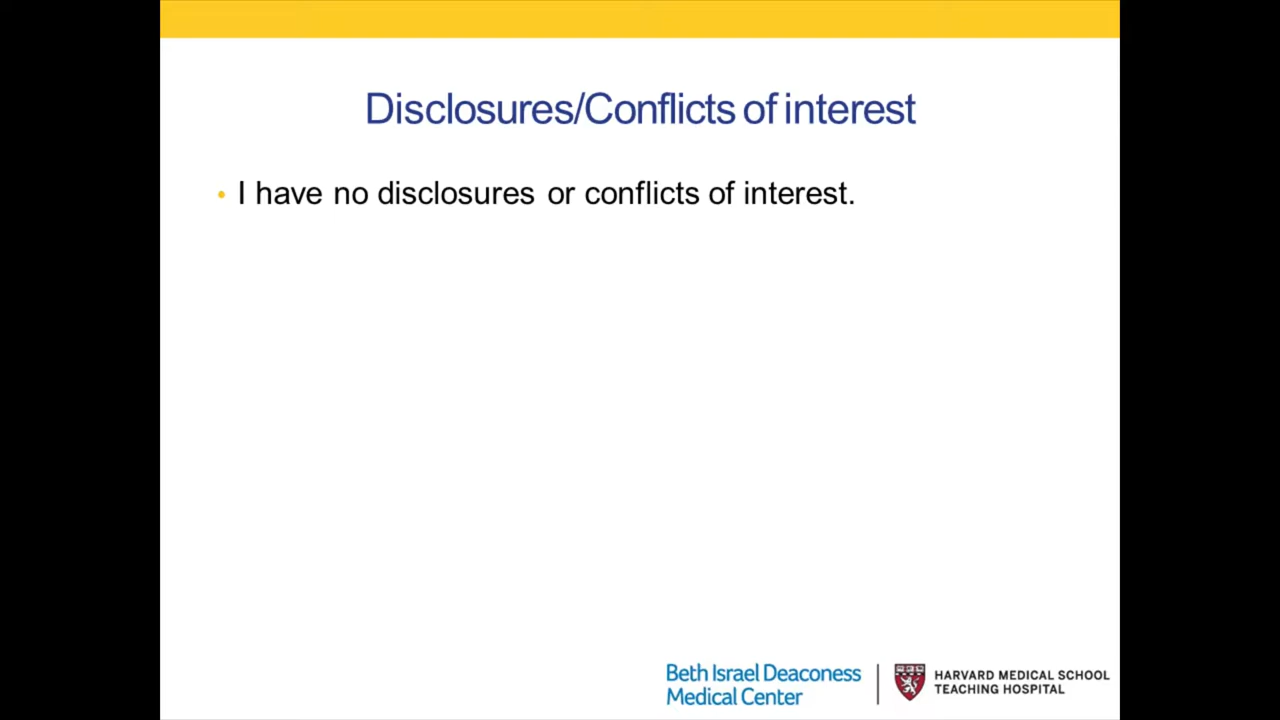 Disclosures/Conflicts of interest
• I have no disclosures or conflicts of interest.
Beth Israel Deaconess
Medical Center
HARVARD MEDICAL SCHOOL
TEACHING HOSPITAL